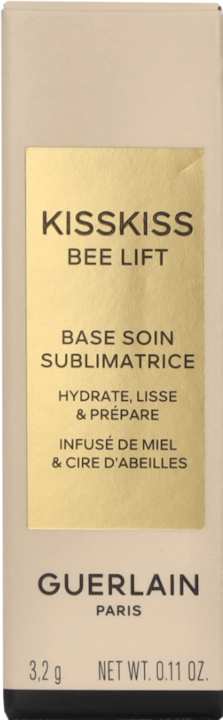 KISSKISS
BEE LIFT
BASE SOIN
SUBLIMATRICE
HYDRATE, LISSE
& PRÉPARE
INFUSÉ DE MIEL
& CIRE D'ABEILLES
GUERLAIN
PARIS
3,2 g NET WT. 0.11 OZ.